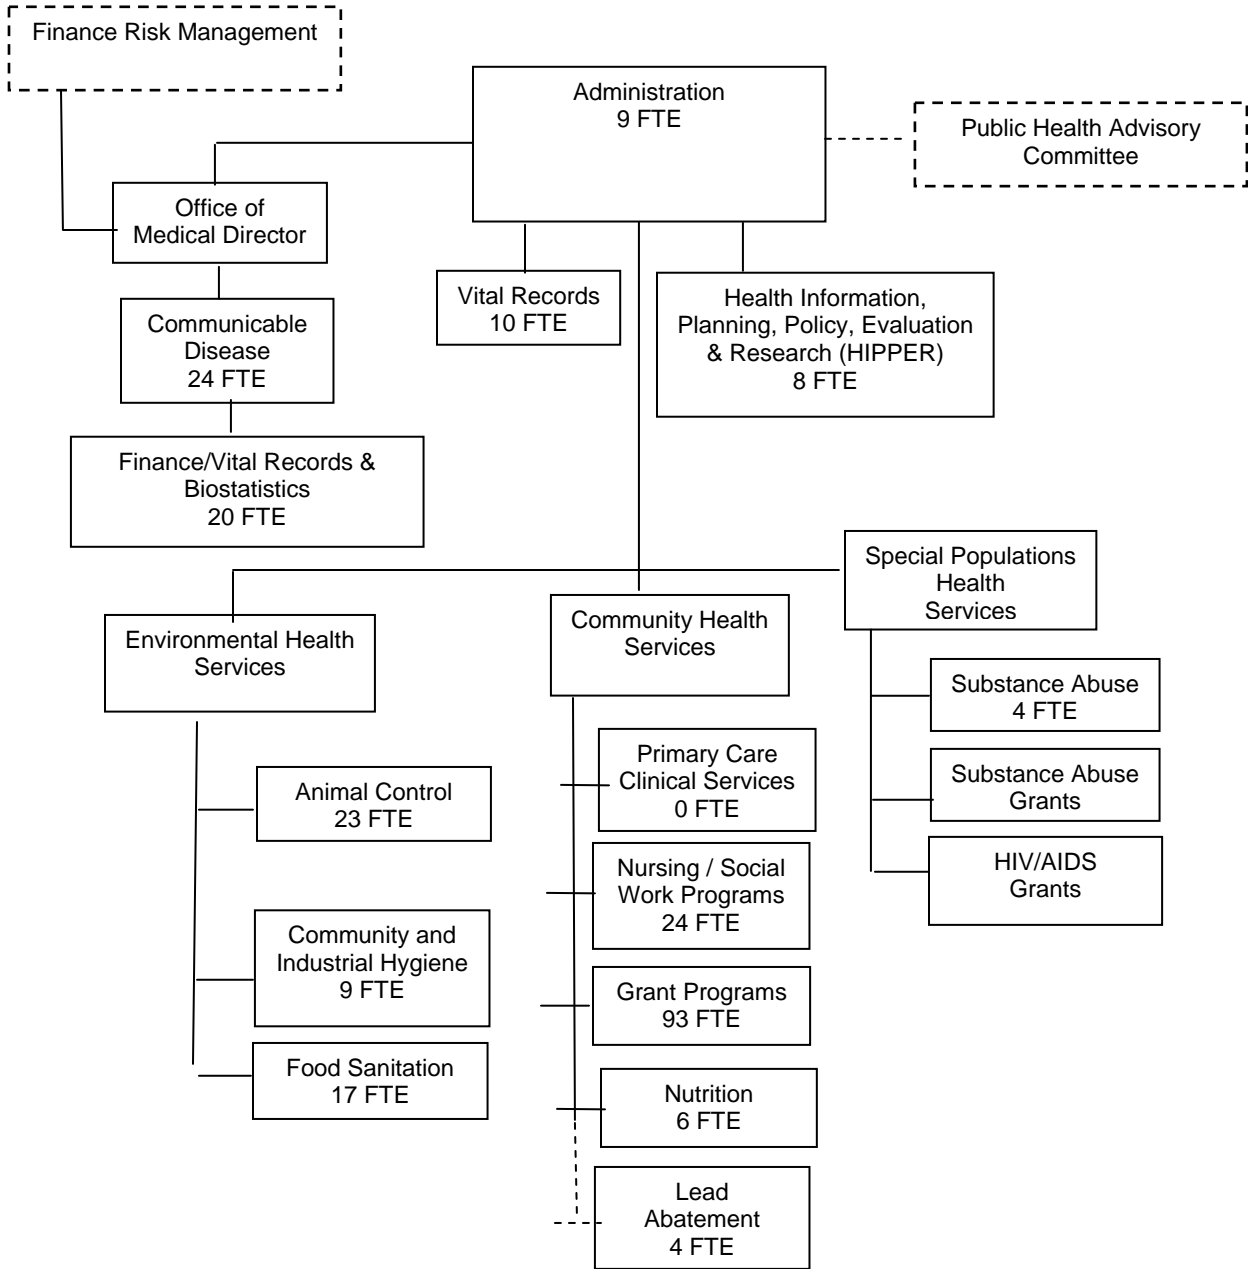 Finance Risk Management
Administration
9 FTE
Public Health Advisory
Committee
Office of
Medical Director
Vital Records
10 FTE
Health Information,
Planning, Policy, Evaluation
& Research (HIPPER)
8 FTE
Communicable
Disease
24 FTE
Finance/Vital Records &
Biostatistics
20 FTE
Special Populations
Health
Services
Environmental Health
Services
Community Health
Services
Substance Abuse
4 FTE
Substance Abuse
Grants
HIV/AIDS
Grants
Animal Control
23 FTE
Community and
Industrial Hygiene
9 FTE
Food Sanitation
17 FTE
Primary Care
Clinical Services
0 FTE
Nursing / Social
Work Programs
24 FTE
Grant Programs
93 FTE
Nutrition
6 FTE
Lead
Abatement
4 FTE